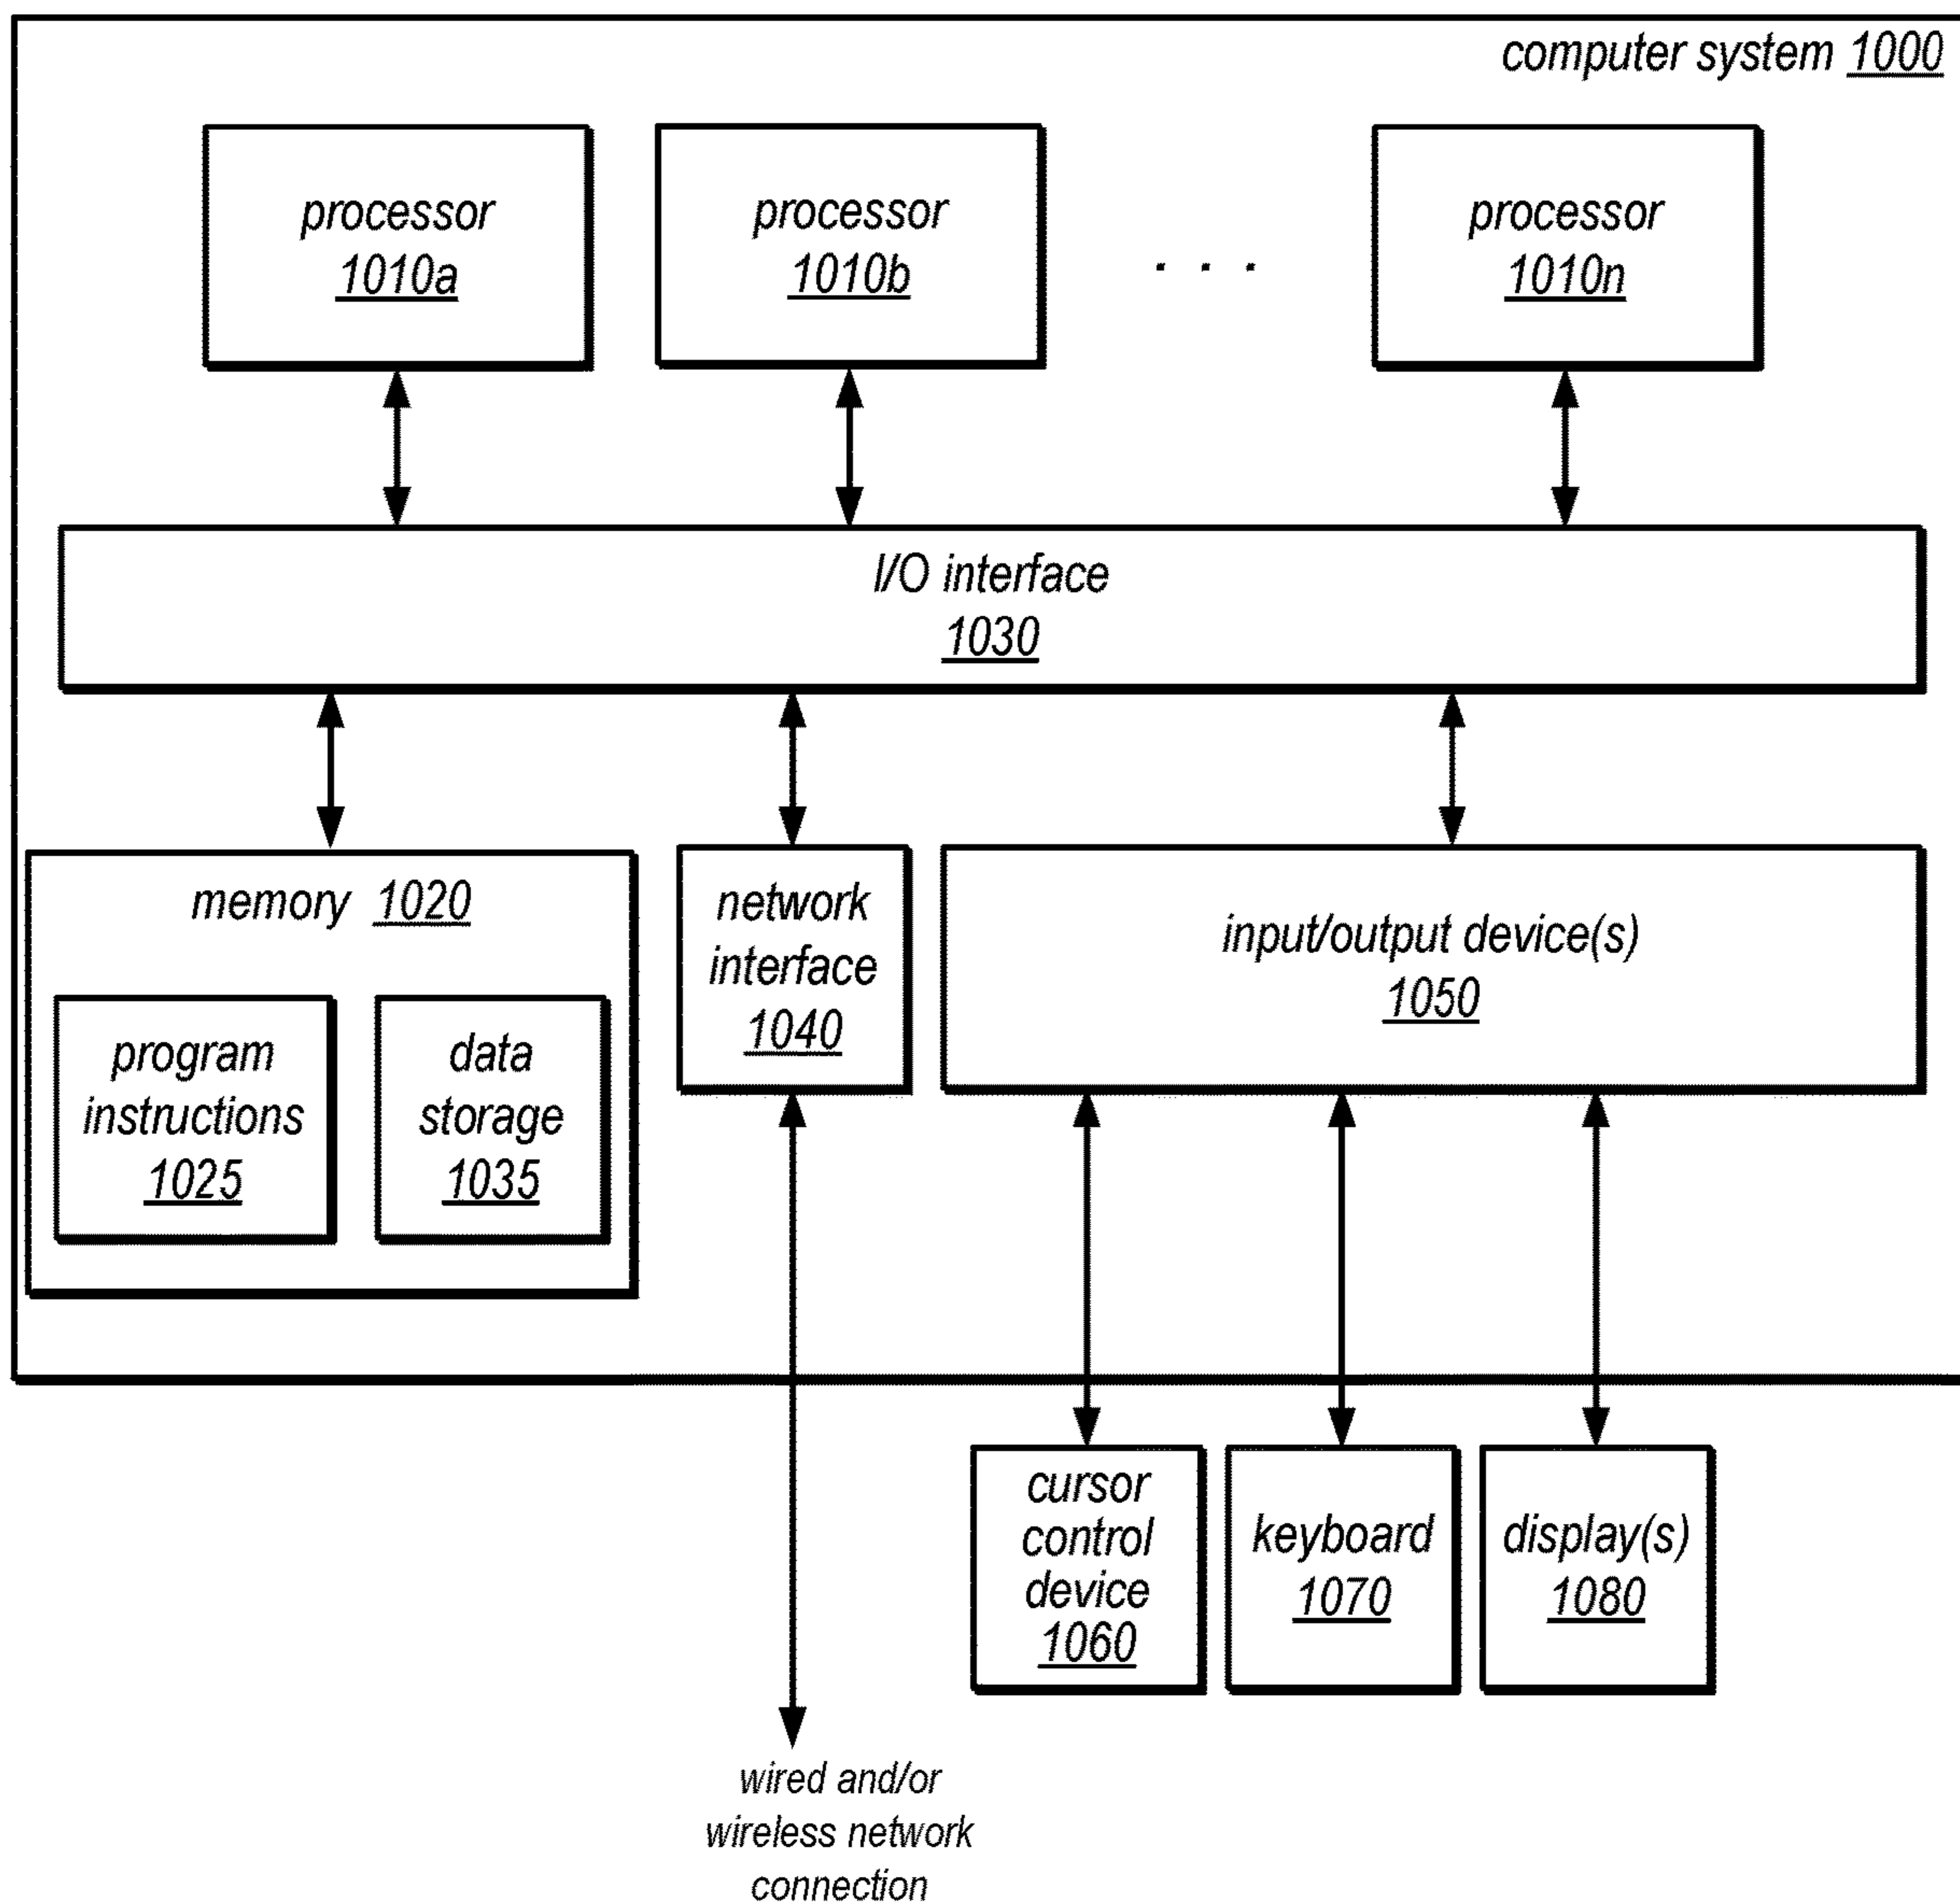 computer system 1000
processor
1010a
processor
1010b
. . .
processor
1010n
I/O interface
1030
memory 1020
program
instructions
1025
data
storage
1035
network
interface
1040
input/output device(s)
1050
cursor
control
device
1060
keyboard
1070
display(s)
1080
wired and/or
wireless network
connection